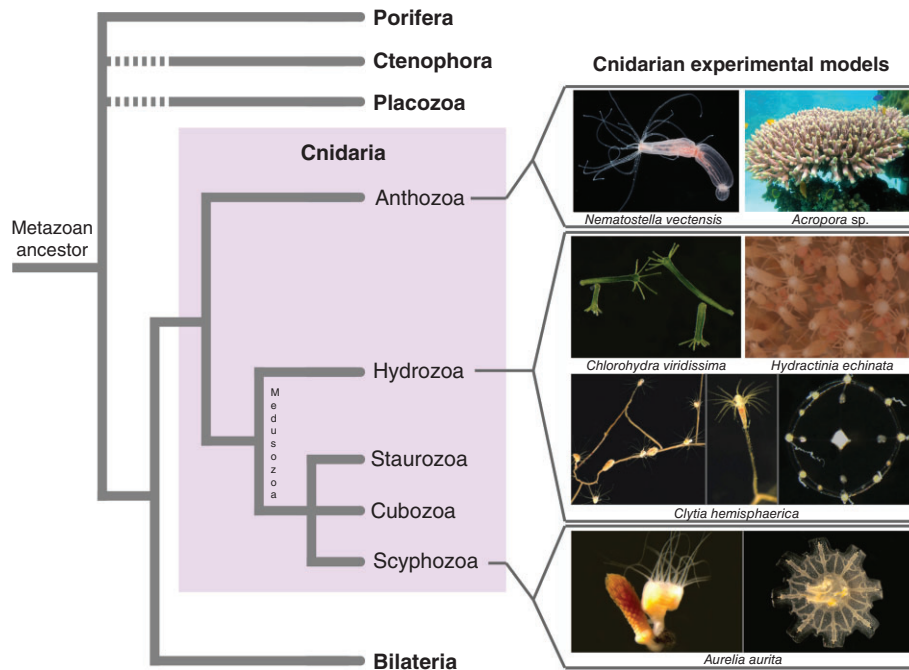 Porifera
Ctenophora
Placozoa
Cnidarian experimental models
Cnidaria
Anthozoa
Nematostella vectensis
Acropora sp.
Metazoan
ancestor
Hydrozoa
Chlorohydra viridissima
Hydractinia echinata
Medusozoa
Staurozoa
Cubozoa
Clytia hemisphaerica
Scyphozoa
Bilateria
Aurelia aurita